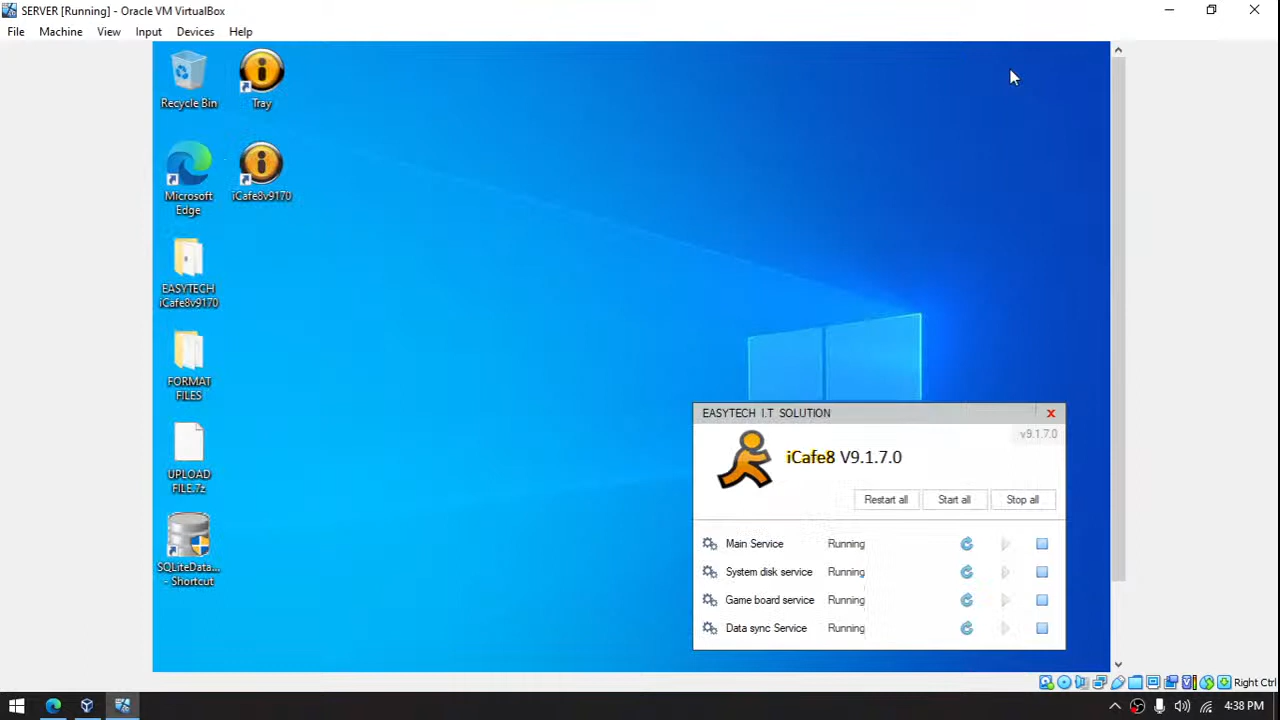 SERVER [Running] - Oracle VM VirtualBox
File Machine View Input Devices Help
Recycle Bin
Tray
Microsoft Edge
iCafe8v9170
EASYTECH
iCafe8v9170
FORMAT
FILES
UPLOAD
FILE.7z
SQLiteData...
- Shortcut
EASYTECH I.T SOLUTION
x
v9.1.7.0
iCafe8 V9.1.7.0
Restart all Start all Stop all
Main Service Running
System disk service Running
Game board service Running
Data sync Service Running
Right Ctrl
4:38 PM